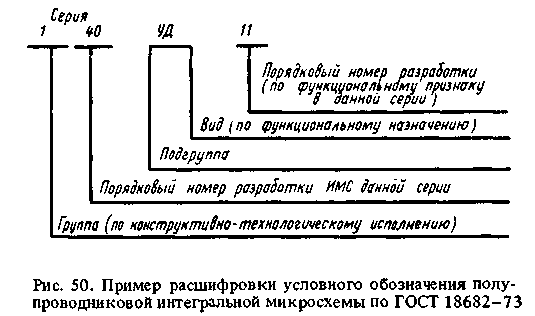 Серия
1 40 УД 11
Порядковый номер разработки
(по функциональному признаку
в данной серии)
Вид (по функциональному назначению)
Подгруппа
Порядковый номер разработки ИМС данной серии
Группа (по конструктивно-технологическому исполнению)
Рис. 50. Пример расшифровки условного обозначения полу-
проводниковой интегральной микросхемы по ГОСТ 18682–73